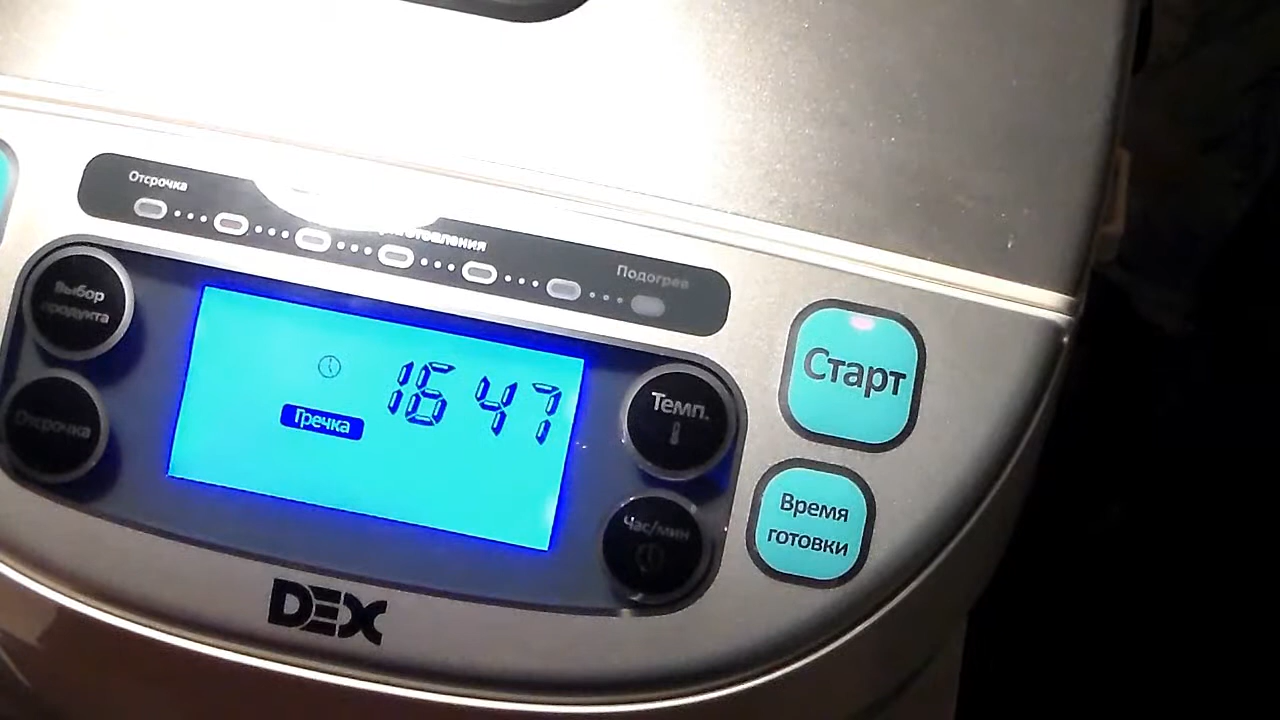 Отсрочка
Подогрев
Выбор
продукта
Отсрочка
16 47
Гречка
Темп.
Час/мин
Старт
Время
готовки
DEX